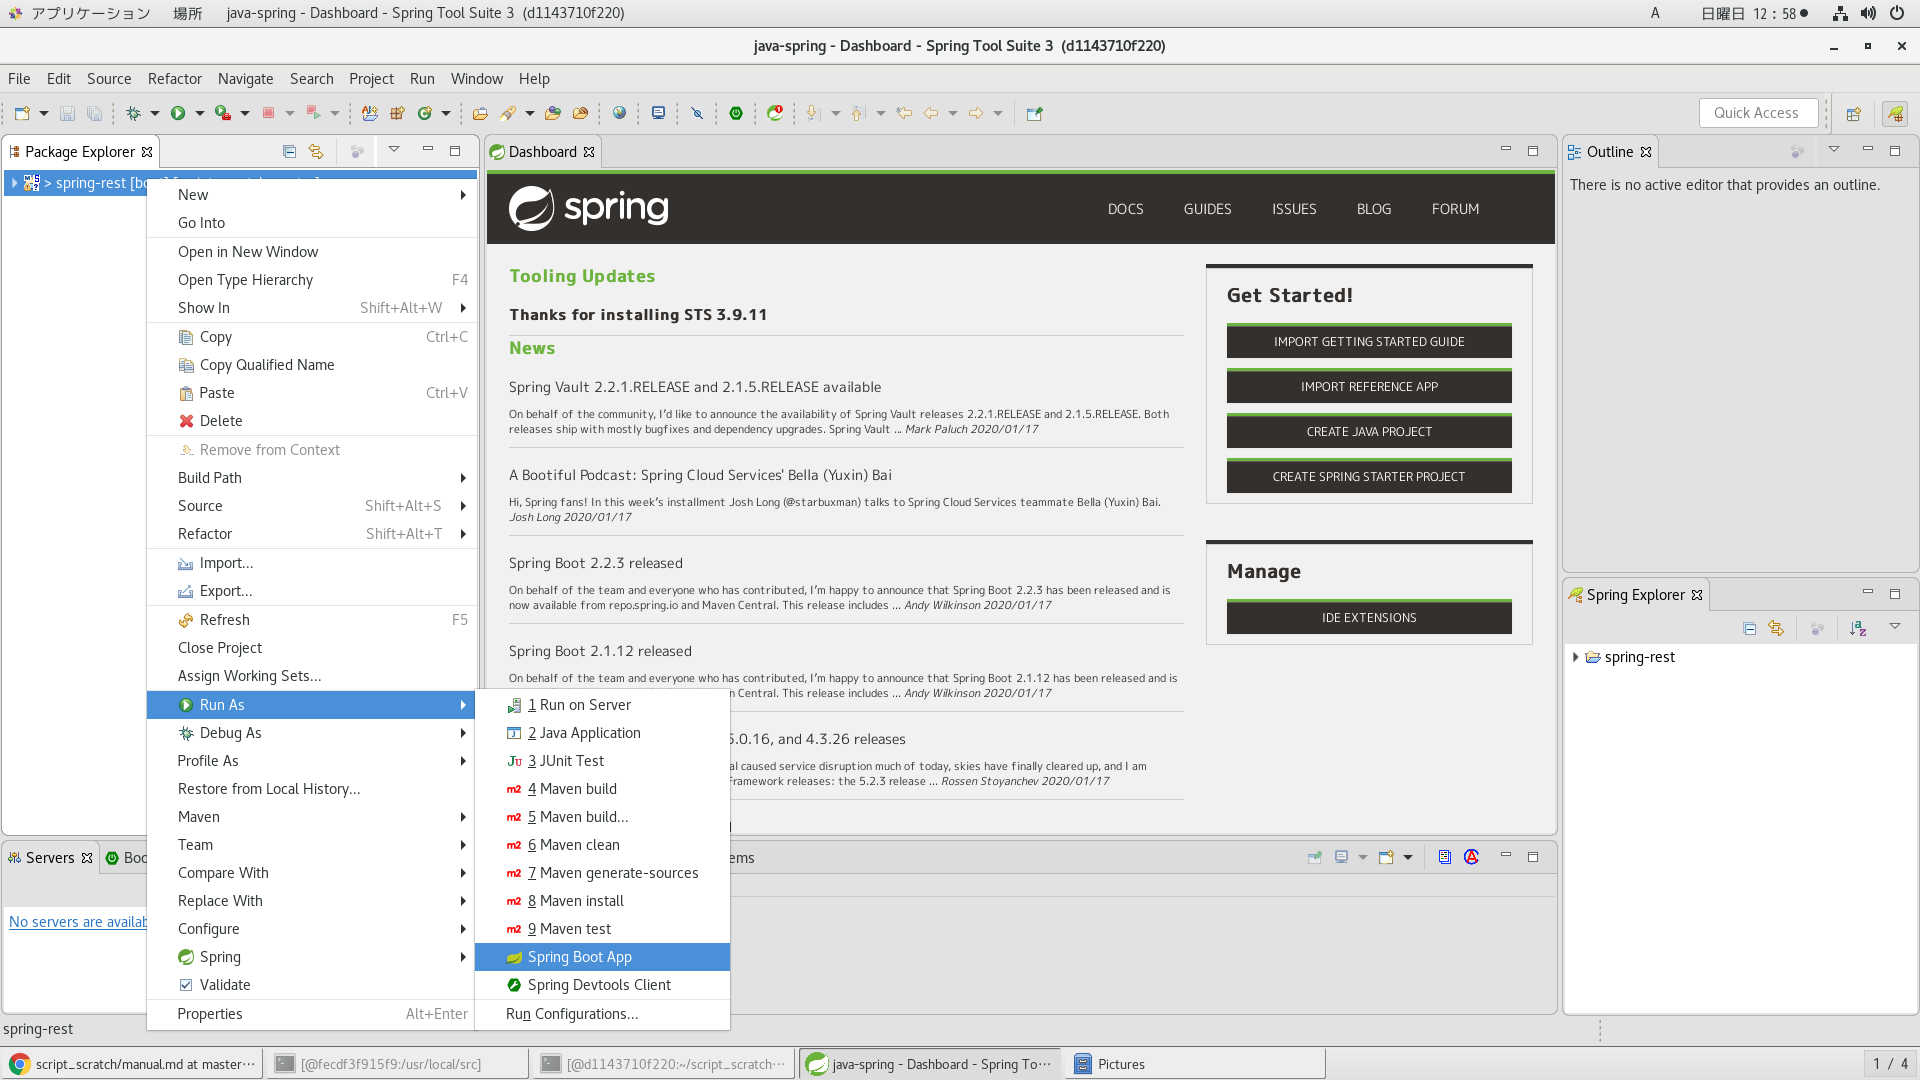 アプリケーション 場所 java-spring - Dashboard - Spring Tool Suite 3 (d1143710f220) A 日曜日 12：58●
java-spring - Dashboard - Spring Tool Suite 3 (d1143710f220)
File Edit Source Refactor Navigate Search Project Run Window Help
Quick Access
Package Explorer
> spring-rest
New
Go Into
Open in New Window
Open Type Hierarchy F4
Show In Shift+Alt+W
Copy Ctrl+C
Copy Qualified Name
Paste Ctrl+V
Delete
Remove from Context
Build Path
Source Shift+Alt+S
Refactor Shift+Alt+T
Import...
Export...
Refresh F5
Close Project
Assign Working Sets...
Run As
Debug As
Profile As
Restore from Local History...
Maven
Team
Compare With
Replace With
Configure
Spring
Validate
Properties Alt+Enter
1 Run on Server
2 Java Application
3 JUnit Test
4 Maven build
5 Maven build...
6 Maven clean
7 Maven generate-sources
8 Maven install
9 Maven test
Spring Boot App
Spring Devtools Client
Run Configurations...
Dashboard
spring
DOCS GUIDES ISSUES BLOG FORUM
Tooling Updates
Thanks for installing STS 3.9.11
News
Spring Vault 2.2.1.RELEASE and 2.1.5.RELEASE available
On behalf of the community, I'd like to announce the availability of Spring Vault releases 2.2.1.RELEASE and 2.1.5.RELEASE. Both
releases ship with mostly bugfixes and dependency upgrades. Spring Vault ... Mark Paluch 2020/01/17
A Bootiful Podcast: Spring Cloud Services' Bella (Yuxin) Bai
Hi, Spring fans! In this week's installment Josh Long (@starbuxman) talks to Spring Cloud Services teammate Bella (Yuxin) Bai.
Josh Long 2020/01/17
Spring Boot 2.2.3 released
On behalf of the team and everyone who has contributed, I'm happy to announce that Spring Boot 2.2.3 has been released and is
now available from repo.spring.io and Maven Central. This release includes ... Andy Wilkinson 2020/01/17
Spring Boot 2.1.12 released
On behalf of the team and everyone who has contributed, I'm happy to announce that Spring Boot 2.1.12 has been released and is
n Central. This release includes ... Andy Wilkinson 2020/01/17
5.0.16, and 4.3.26 releases
al caused service disruption much of today, skies have finally cleared up, and I am
Framework releases: the 5.2.3 release ... Rossen Stoyanchev 2020/01/17
Get Started!
IMPORT GETTING STARTED GUIDE
IMPORT REFERENCE APP
CREATE JAVA PROJECT
CREATE SPRING STARTER PROJECT
Manage
IDE EXTENSIONS
Outline
There is no active editor that provides an outline.
Spring Explorer
spring-rest
Servers Boo ems
No servers are availab
spring-rest
script_scratch/manual.md at master··· [@fecdf3f915f9:/usr/local/src] [@d1143710f220:~/script_scratch··· java-spring - Dashboard - Spring To··· Pictures 1 / 4